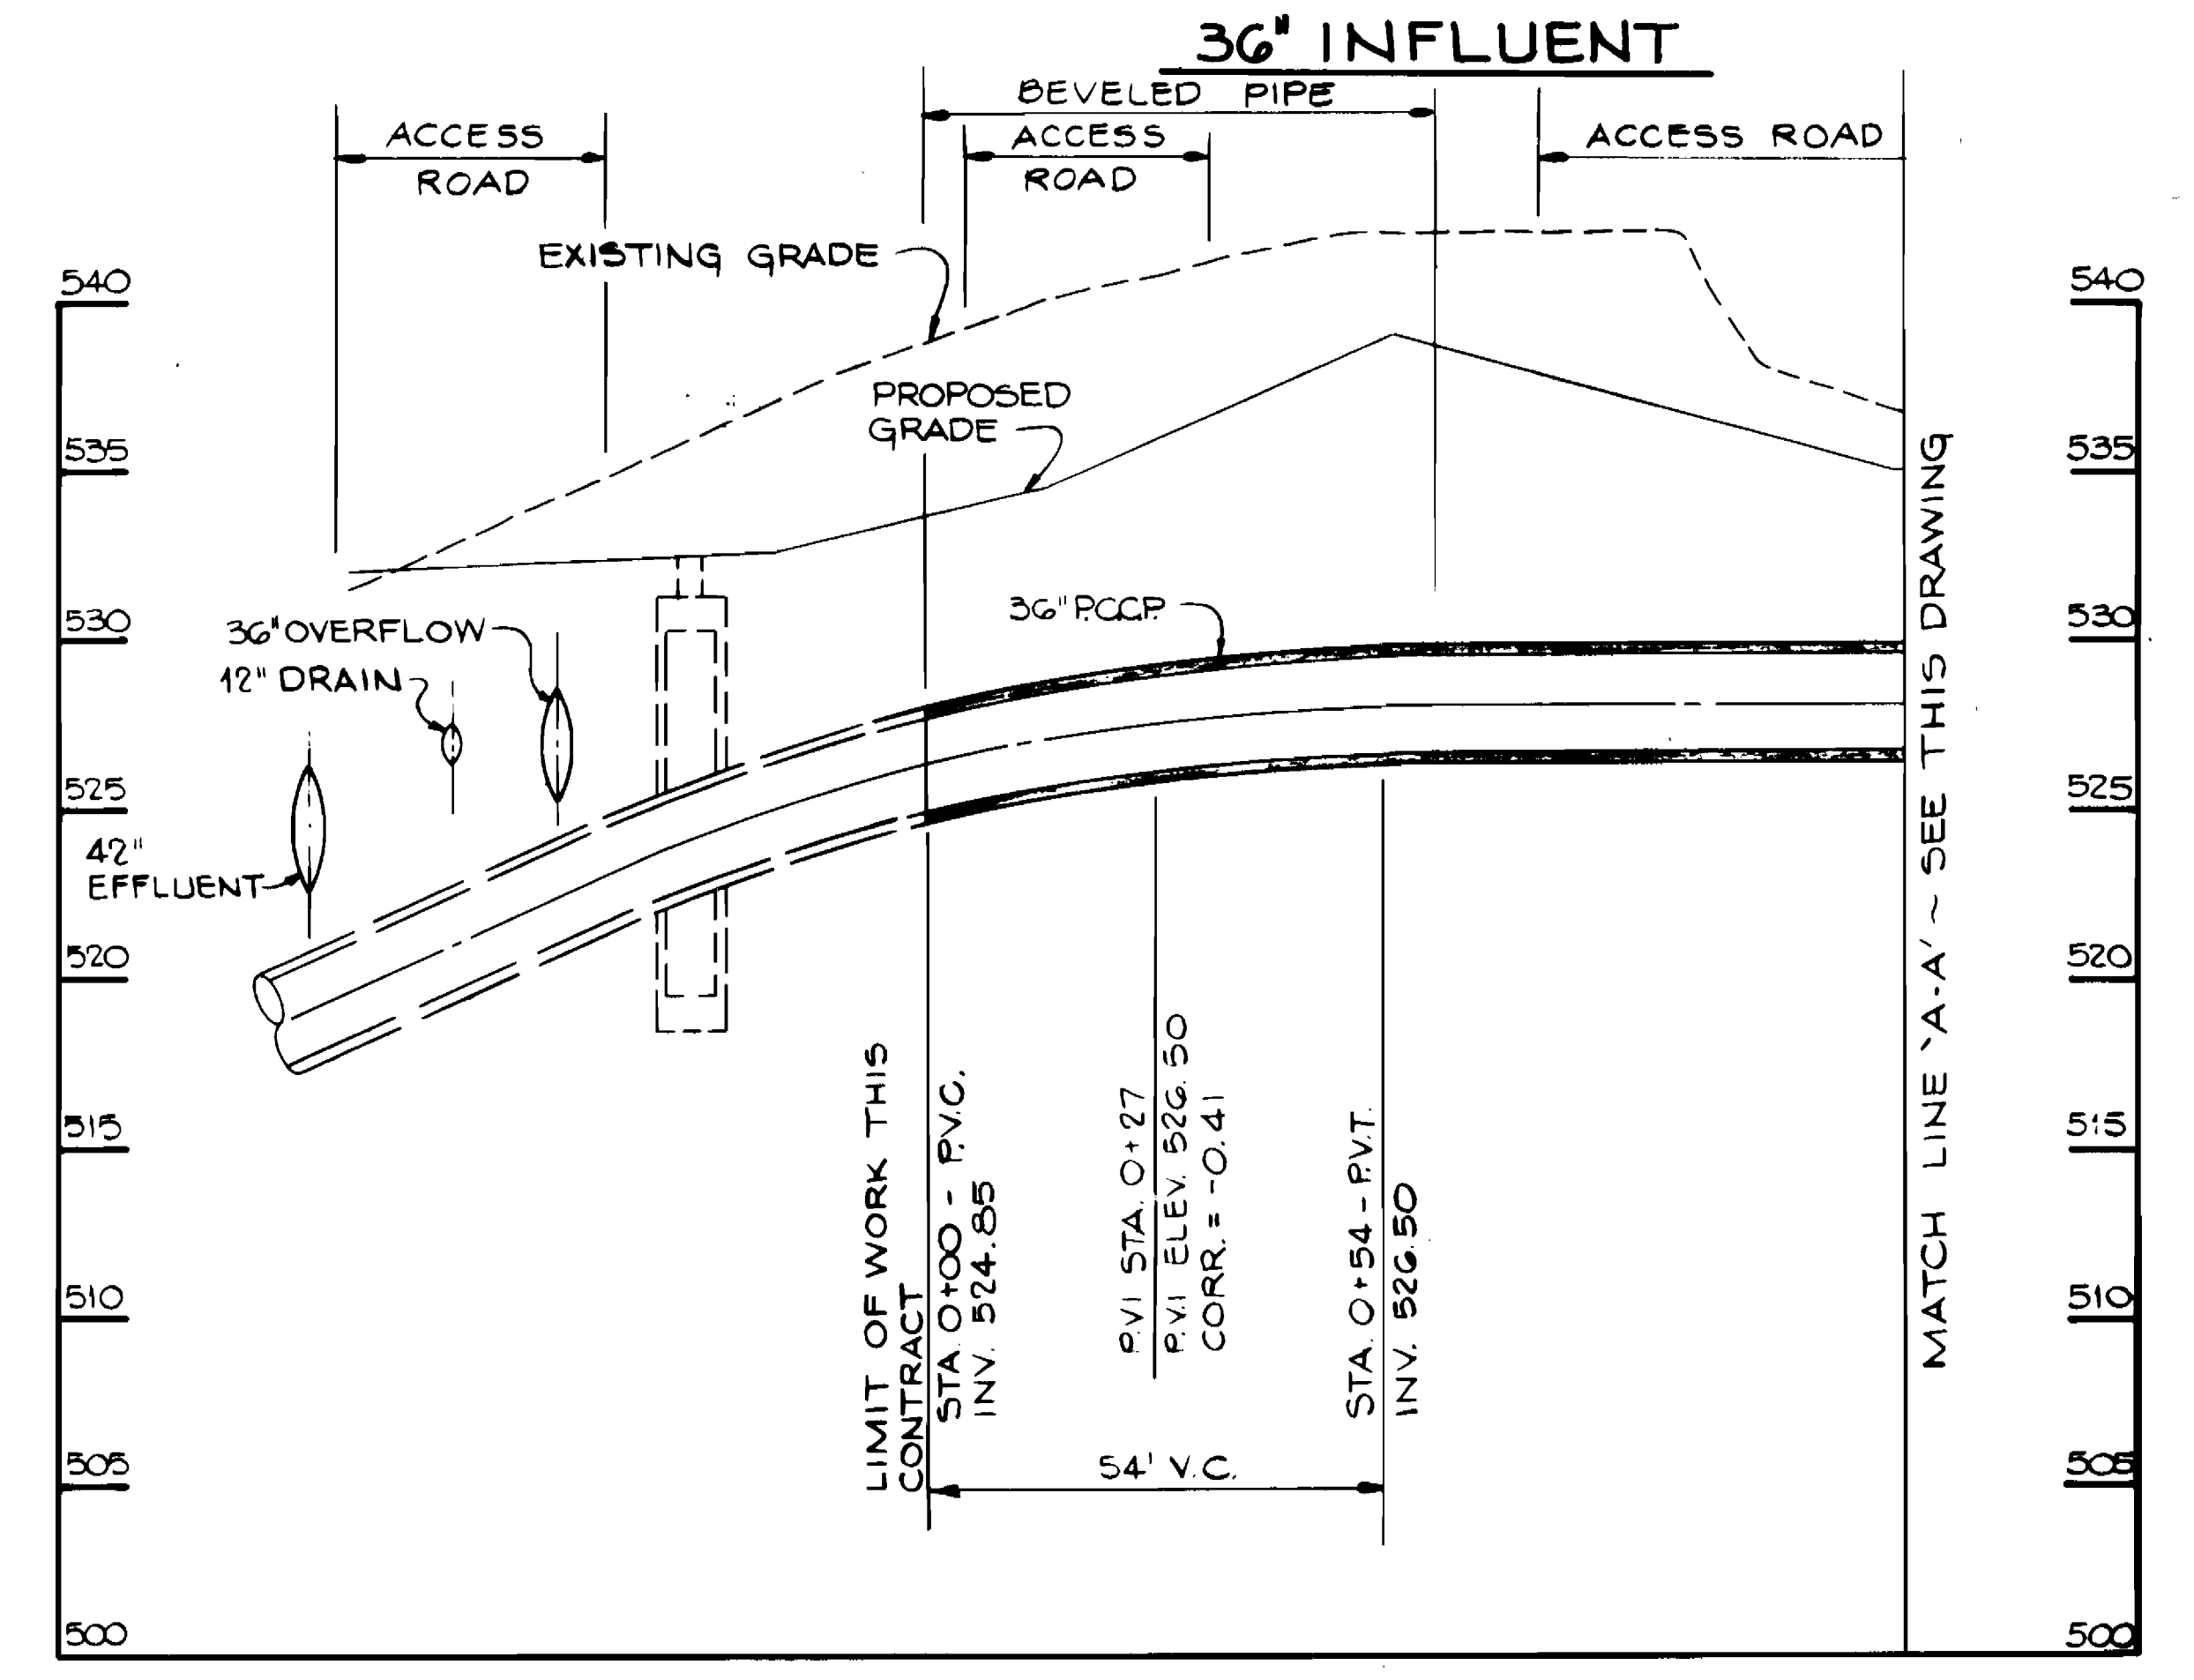 36" INFLUENT
BEVELED PIPE
ACCESS
ROAD
ACCESS
ROAD
ACCESS ROAD
EXISTING GRADE
540
540
PROPOSED
GRADE
535
535
530
530
36" P.C.C.P.
36" OVERFLOW
12" DRAIN
525
525
42"
EFFLUENT
520
520
515
515
510
510
505
505
500
500
LIMIT OF WORK THIS
CONTRACT
STA. 0+00 - P.V.C.
INV. 524.85
P.V.I STA. 0+27
P.V.I ELEV. 526.50
CORR. = -0.41
STA. 0+54 - P.V.T.
INV. 526.50
54' V.C.
MATCH LINE 'A-A' ~ SEE THIS DRAWING